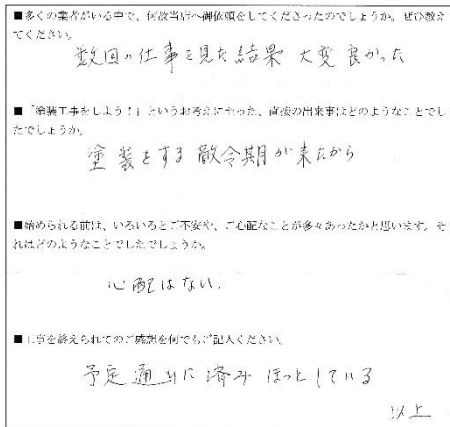 ■多くの業者がいる中で、何故当店へ御依頼をしてくださったのでしょうか。ぜひ教え
てください。
数回の仕事を見た結果 大変良かった
■「塗装工事をしよう!」というお考えにいたった、直接の出来事はどのようなことでし
たでしょうか。
塗装をする 期が来たから
■始められる前は、いろいろとご不安や、ご心配なことが多々あったかと思います。そ
れはどのようなことでしたでしょうか。
心配はない.
■工事を終えられてのご感想を何でもご記入ください。
予定通りに済み ほっとしている
以上